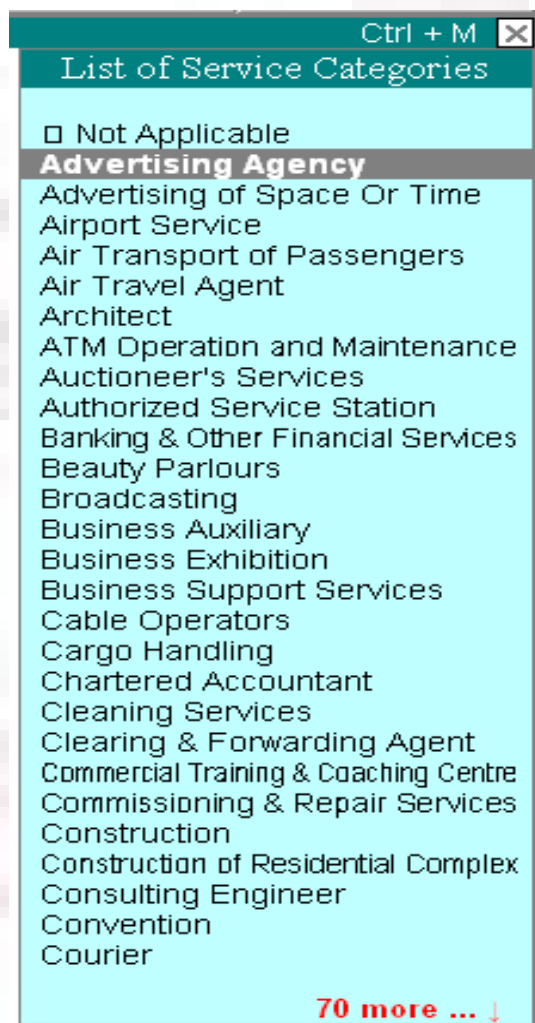 Ctrl + M
List of Service Categories
Not Applicable
Advertising Agency
Advertising of Space Or Time
Airport Service
Air Transport of Passengers
Air Travel Agent
Architect
ATM Operation and Maintenance
Auctioneer's Services
Authorized Service Station
Banking & Other Financial Services
Beauty Parlours
Broadcasting
Business Auxiliary
Business Exhibition
Business Support Services
Cable Operators
Cargo Handling
Chartered Accountant
Cleaning Services
Clearing & Forwarding Agent
Commercial Training & Coaching Centre
Commissioning & Repair Services
Construction
Construction of Residential Complex
Consulting Engineer
Convention
Courier
70 more ... ↓